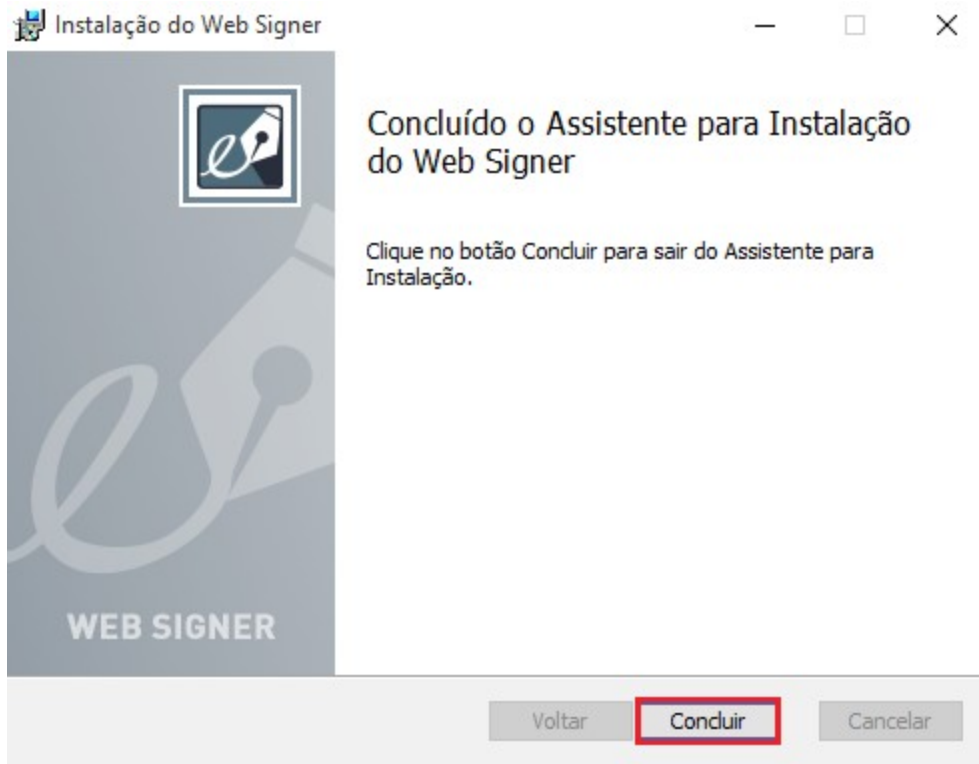 Instalação do Web Signer
Concluído o Assistente para Instalação
do Web Signer
Clique no botão Concluir para sair do Assistente para
Instalação.
WEB SIGNER
Voltar
Concluir
Cancelar